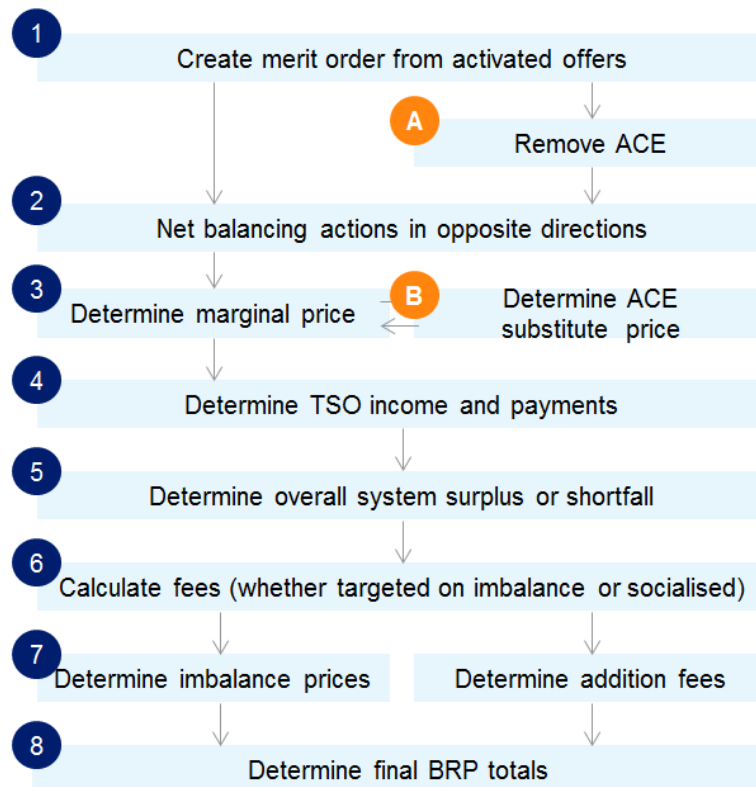 1
Create merit order from activated offers
A
Remove ACE
2
Net balancing actions in opposite directions
3
Determine marginal price
B
Determine ACE
substitute price
4
Determine TSO income and payments
5
Determine overall system surplus or shortfall
6
Calculate fees (whether targeted on imbalance or socialised)
7
Determine imbalance prices
Determine addition fees
8
Determine final BRP totals